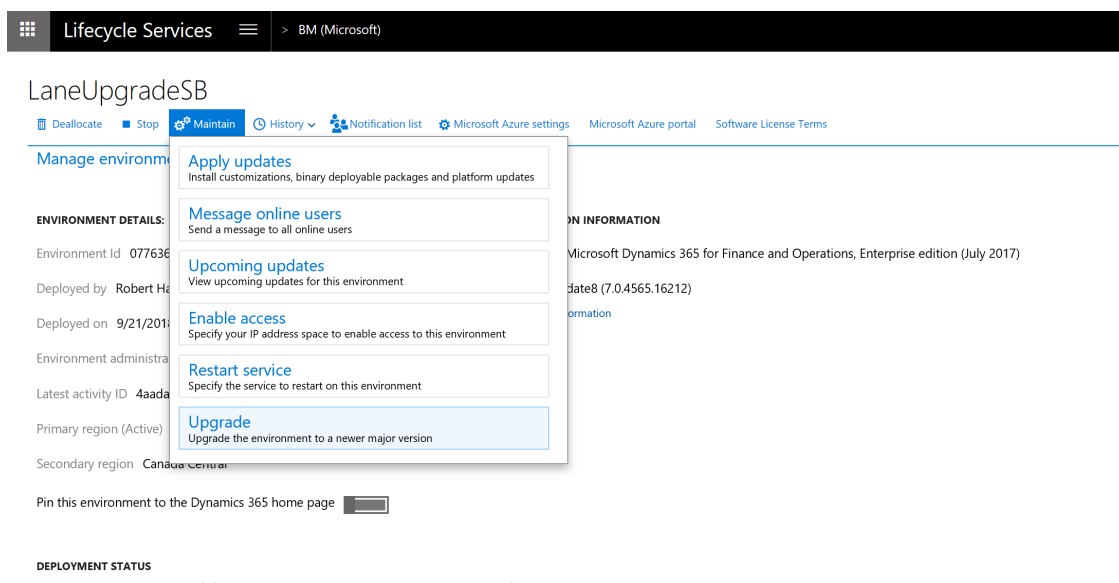 Lifecycle Services > BM (Microsoft)
LaneUpgradeSB
Deallocate Stop Maintain History Notification list Microsoft Azure settings Microsoft Azure portal Software License Terms
Manage environme
Apply updates
Install customizations, binary deployable packages and platform updates
Message online users
Send a message to all online users
Upcoming updates
View upcoming updates for this environment
Enable access
Specify your IP address space to enable access to this environment
Restart service
Specify the service to restart on this environment
Upgrade
Upgrade the environment to a newer major version
ENVIRONMENT DETAILS:
Environment Id 077636
Deployed by Robert Ha
Deployed on 9/21/201
Environment administra
Latest activity ID 4aada
Primary region (Active)
Secondary region Canada Central
Pin this environment to the Dynamics 365 home page
ON INFORMATION
Microsoft Dynamics 365 for Finance and Operations, Enterprise edition (July 2017)
date8 (7.0.4565.16212)
ormation
DEPLOYMENT STATUS